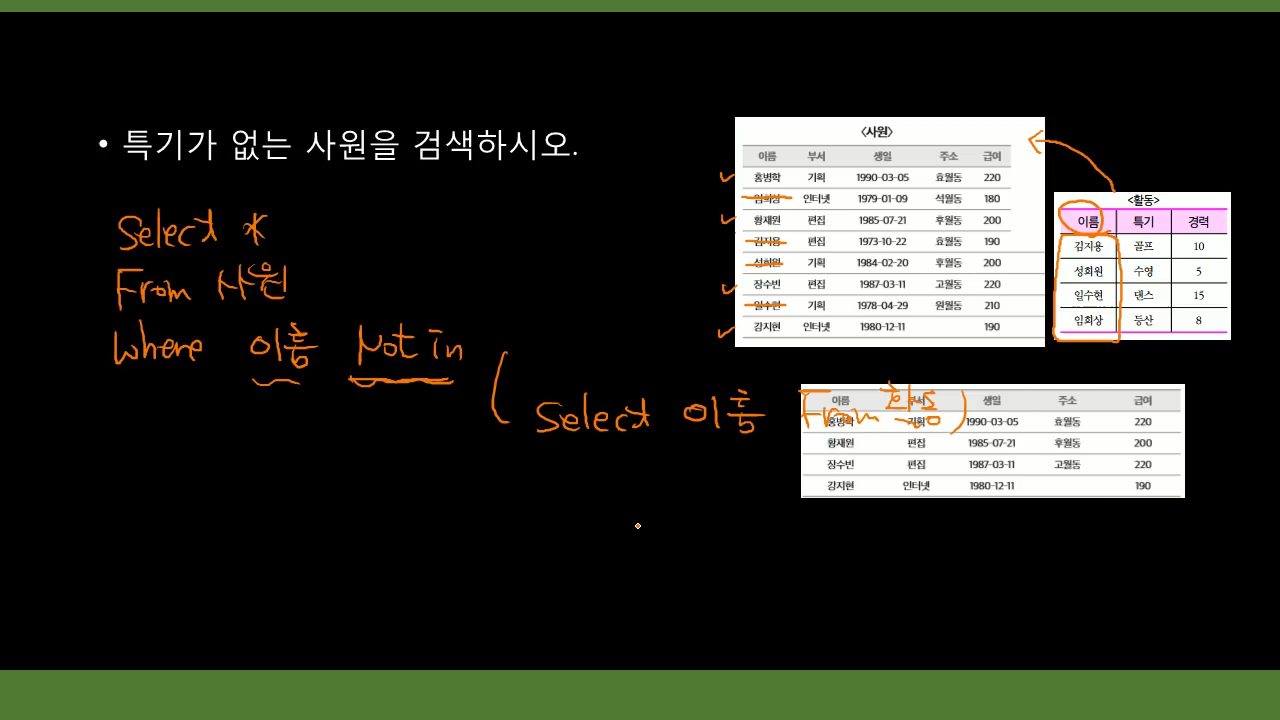 • 특기가 없는 사원을 검색하시오.
Select *
From 사원
Where 이름 Not in
( Select 이름 From 활동 )
<사원>
이름 부서 생일 주소 급여
홍병학 기획 1990-03-05 효월동 220
임희상 인터넷 1979-01-09 석월동 180
황재원 편집 1985-07-21 후월동 200
김지용 편집 1973-10-22 효월동 190
성희원 기획 1984-02-20 후월동 200
장수빈 편집 1987-03-11 고월동 220
일수현 기획 1978-04-29 원월동 210
강지현 인터넷 1980-12-11 190
<활동>
이름 특기 경력
김지용 골프 10
성희원 수영 5
일수현 댄스 15
임희상 등산 8
이름 부서 생일 주소 급여
홍병학 기획 1990-03-05 효월동 220
황재원 편집 1985-07-21 후월동 200
장수빈 편집 1987-03-11 고월동 220
강지현 인터넷 1980-12-11 190